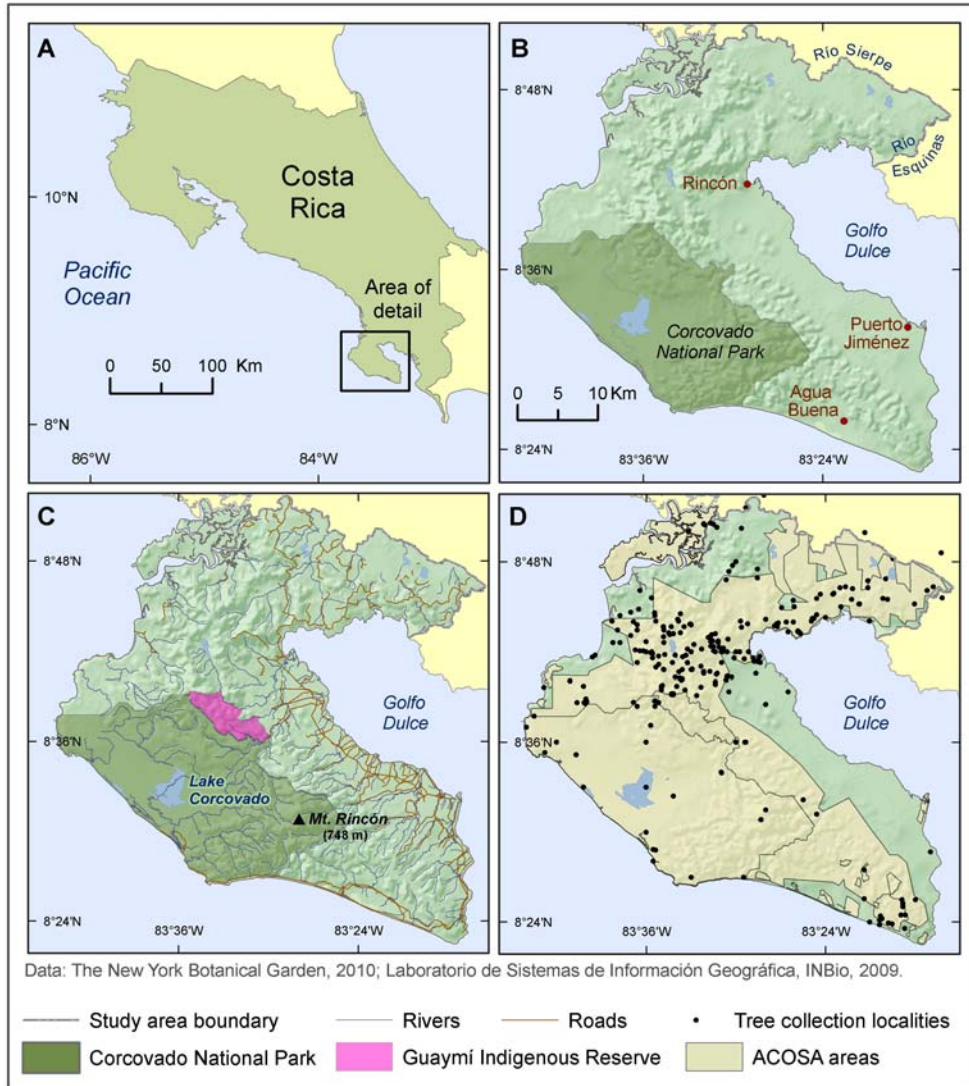 A
Costa
Rica
10°N
Pacific
Ocean
Area of
detail
0 50 100 Km
8°N
86°W
84°W
B
Río Sierpe
8°48'N
Río
Esquinas
Rincón
Golfo
Dulce
8°36'N
Puerto
Jiménez
Corcovado
National Park
Agua
Buena
0 5 10 Km
8°24'N
83°36'W
83°24'W
C
8°48'N
Golfo
Dulce
8°36'N
Lake
Corcovado
Mt. Rincón
(748 m)
8°24'N
83°36'W
83°24'W
D
8°48'N
Golfo
Dulce
8°36'N
8°24'N
83°36'W
83°24'W
Data: The New York Botanical Garden, 2010; Laboratorio de Sistemas de Información Geográfica, INBio, 2009.
Study area boundary Rivers Roads Tree collection localities
Corcovado National Park Guaymí Indigenous Reserve ACOSA areas